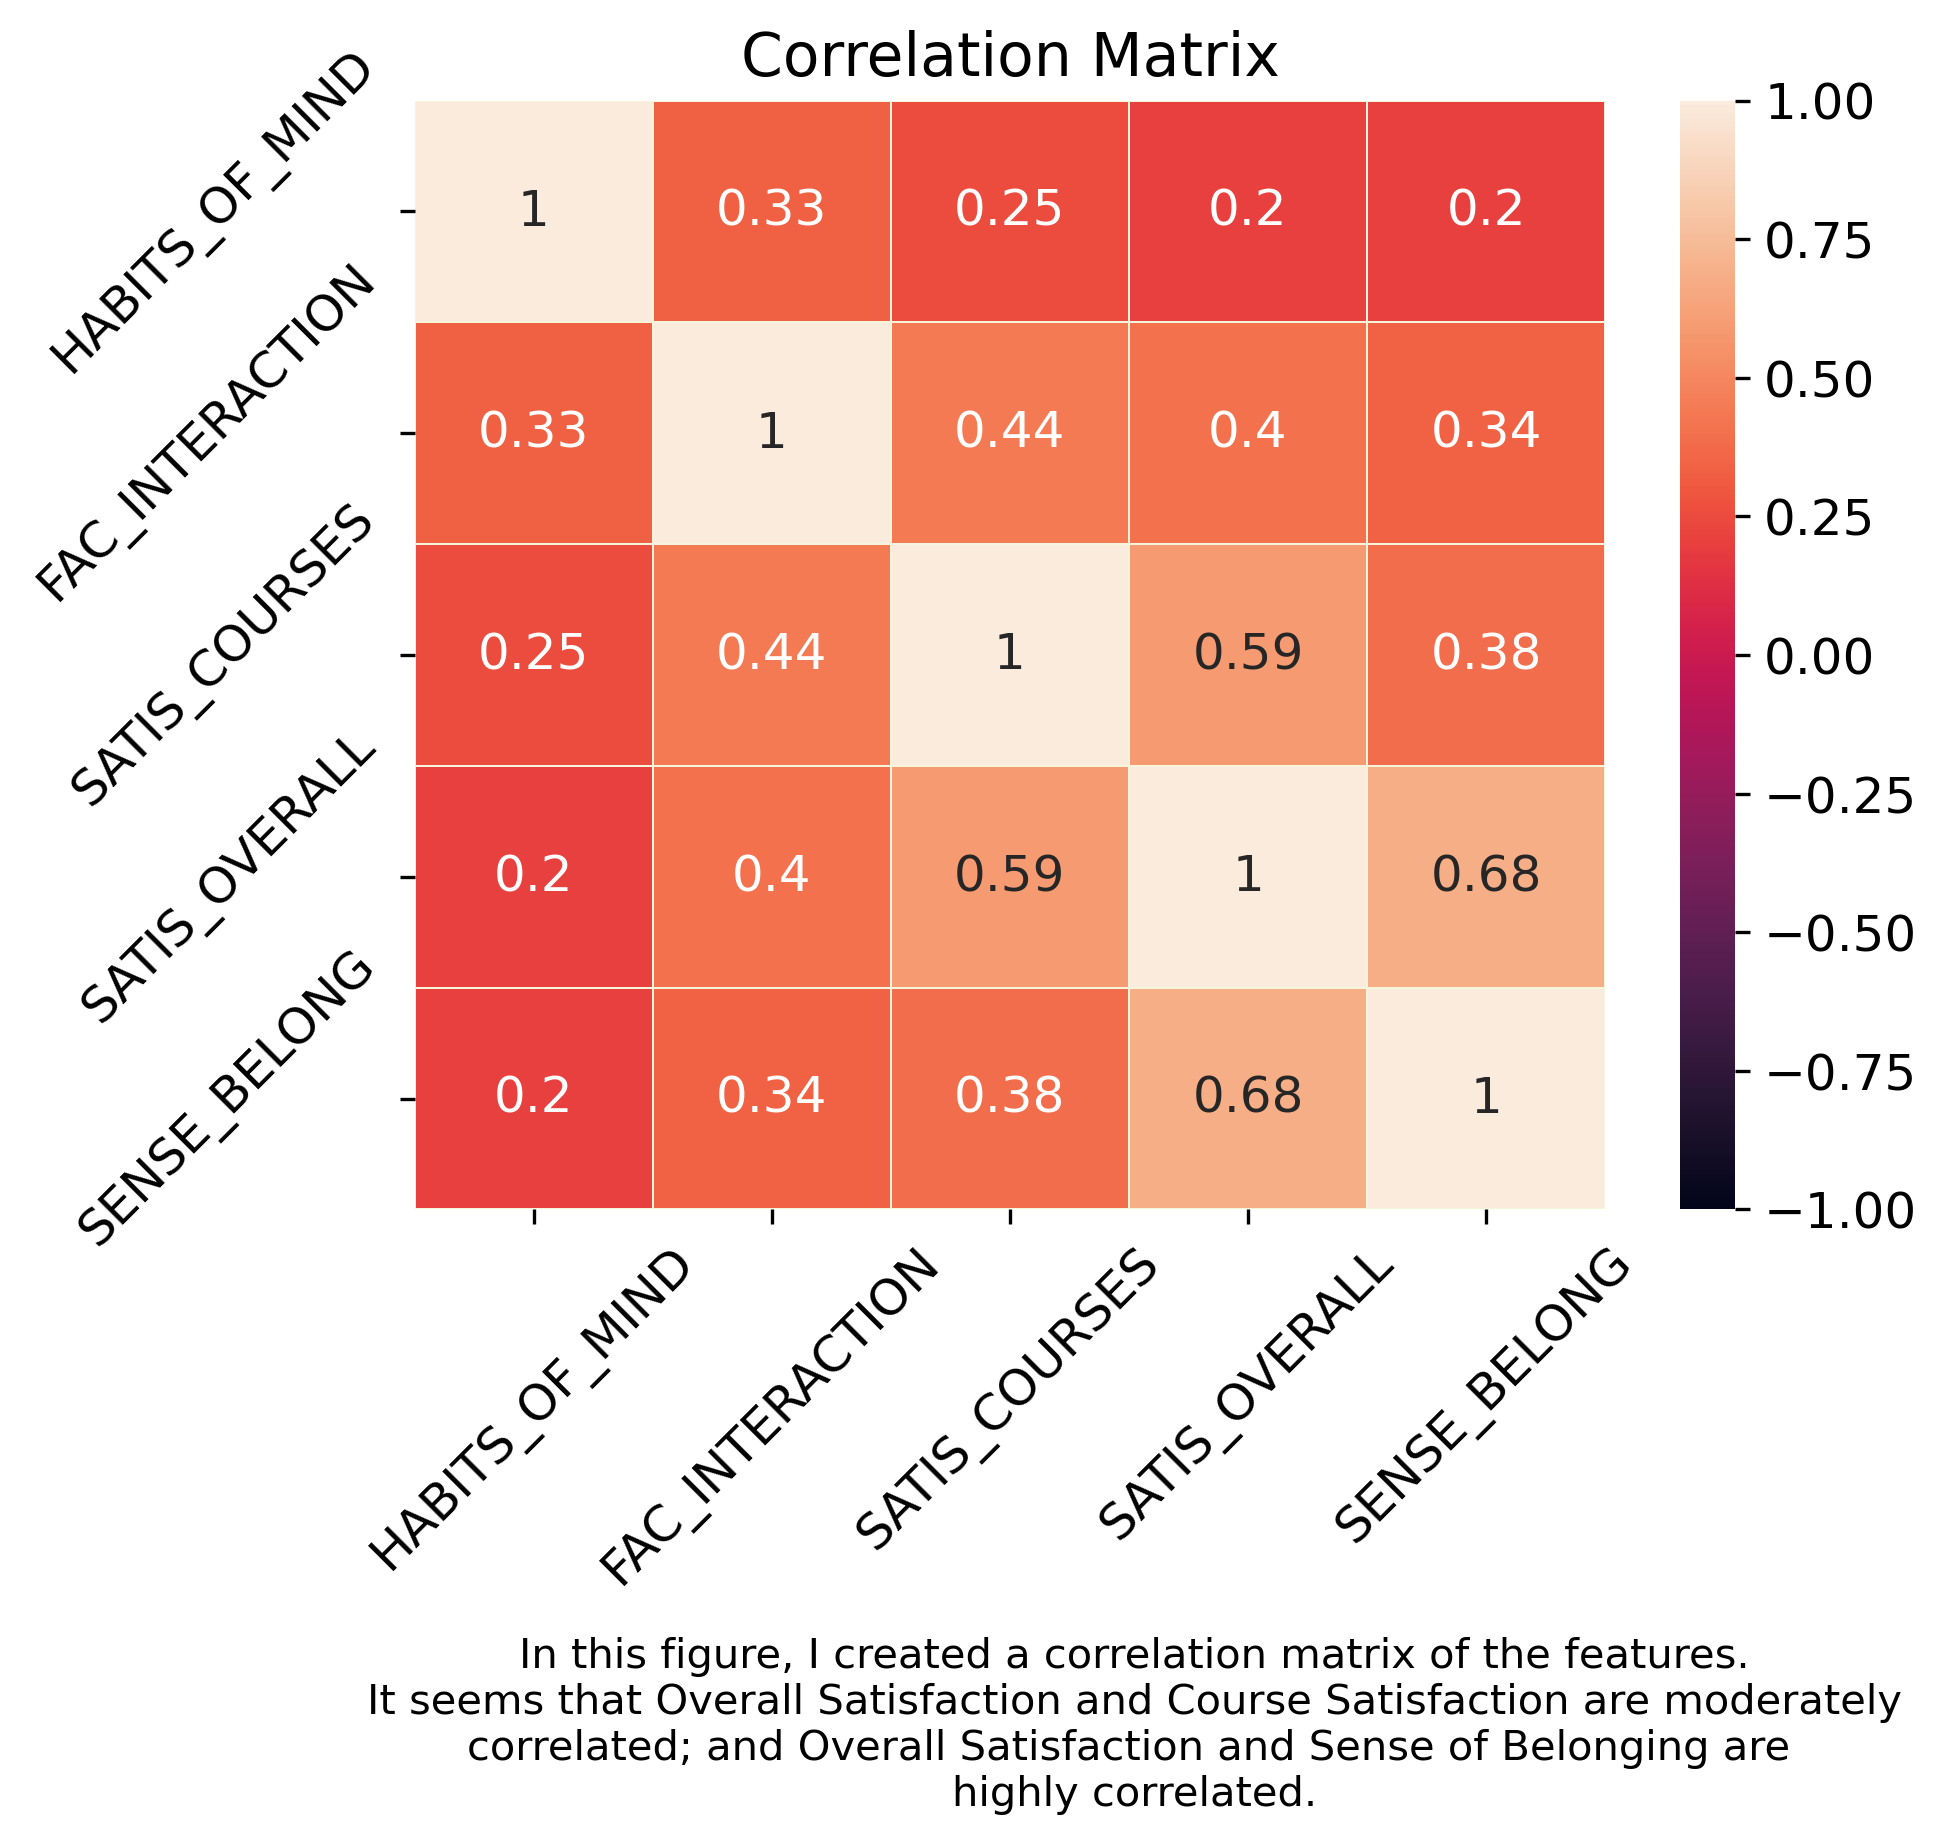 Correlation Matrix
HABITS_OF_MIND
1 0.33 0.25 0.2 0.2
FAC_INTERACTION
0.33 1 0.44 0.4 0.34
SATIS_COURSES
0.25 0.44 1 0.59 0.38
SATIS_OVERALL
0.2 0.4 0.59 1 0.68
SENSE_BELONG
0.2 0.34 0.38 0.68 1
HABITS_OF_MIND
FAC_INTERACTION
SATIS_COURSES
SATIS_OVERALL
SENSE_BELONG
1.00
0.75
0.50
0.25
0.00
−0.25
−0.50
−0.75
−1.00
In this figure, I created a correlation matrix of the features.
It seems that Overall Satisfaction and Course Satisfaction are moderately
correlated; and Overall Satisfaction and Sense of Belonging are
highly correlated.